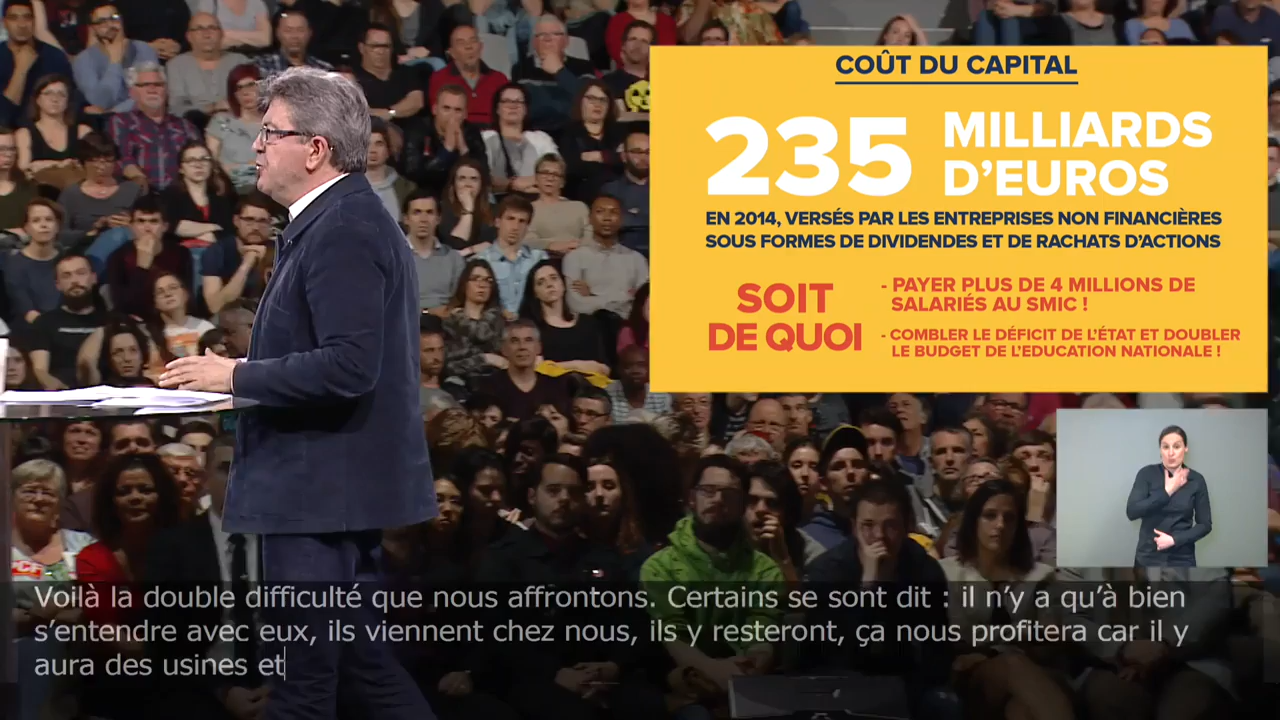 COÛT DU CAPITAL
235 MILLIARDS
D'EUROS
EN 2014, VERSÉS PAR LES ENTREPRISES NON FINANCIÈRES
SOUS FORMES DE DIVIDENDES ET DE RACHATS D'ACTIONS
SOIT
DE QUOI
- PAYER PLUS DE 4 MILLIONS DE
SALARIÉS AU SMIC !
- COMBLER LE DÉFICIT DE L'ÉTAT ET DOUBLER
LE BUDGET DE L'EDUCATION NATIONALE !
PCF
Voilà la double difficulté que nous affrontons. Certains se sont dit : il n'y a qu'à bien
s'entendre avec eux, ils viennent chez nous, ils y resteront, ça nous profitera car il y
aura des usines et